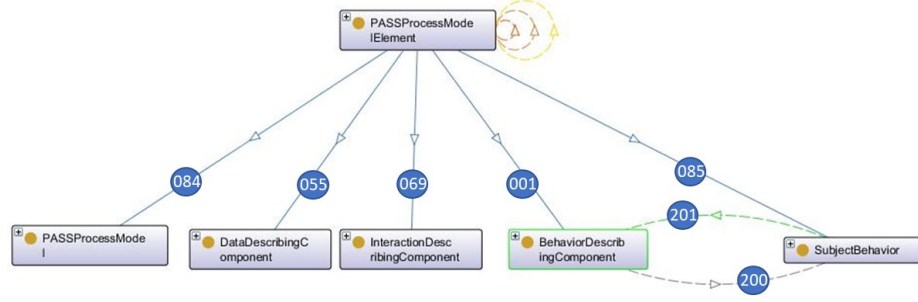 PASSProcessMode
lElement
084
055
069
001
085
201
PASSProcessMode
l
DataDescribingC
omponent
InteractionDesc
ribingComponent
BehaviorDescrib
ingComponent
SubjectBehavior
200